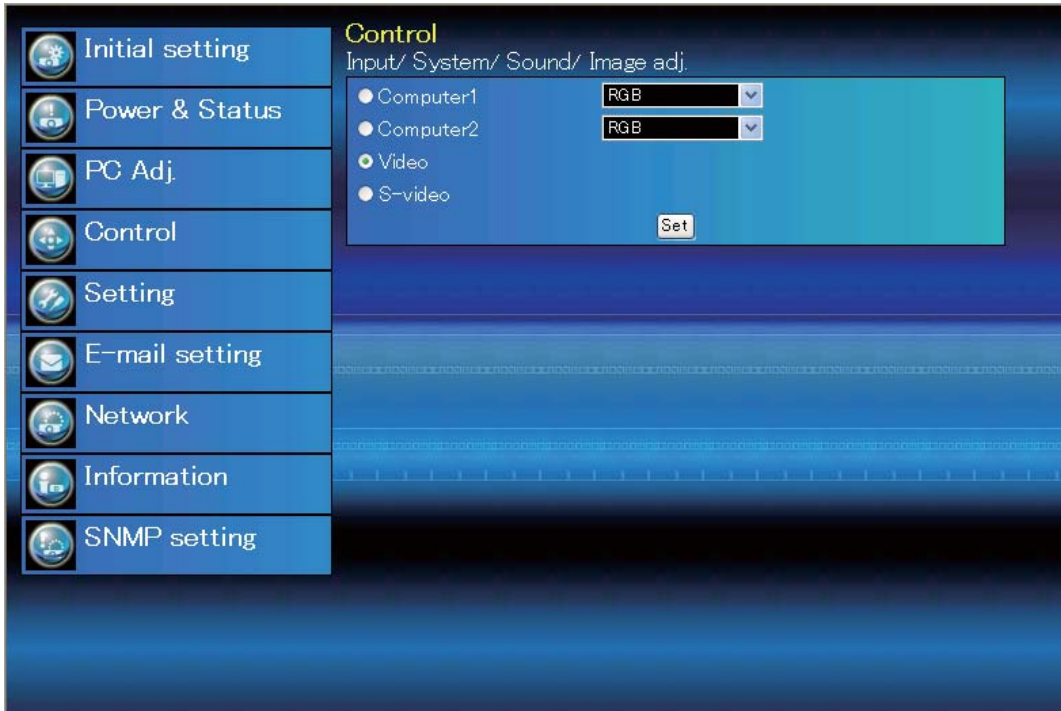 Initial setting
Power & Status
PC Adj.
Control
Setting
E-mail setting
Network
Information
SNMP setting
Control
Input/ System/ Sound/ Image adj.
Computer1 RGB
Computer2 RGB
Video
S-video
Set